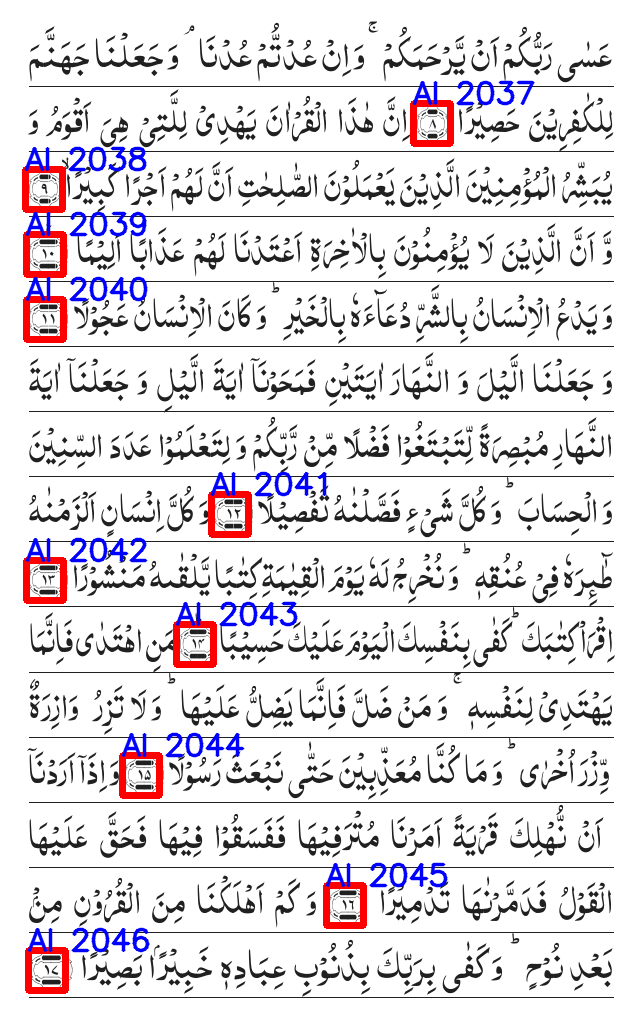 عَسٰى رَبُّكُمْ اَنْ يَّرْحَمَكُمْ ۚ وَ اِنْ عُدْتُّمْ عُدْنَا ۘ وَ جَعَلْنَا جَهَنَّمَ
AI 2037
لِلْكٰفِرِيْنَ حَصِيْرًا ۸ اِنَّ هٰذَا الْقُرْاٰنَ يَهْدِيْ لِلَّتِيْ هِيَ اَقْوَمُ وَ
AI 2038
يُبَشِّرُ الْمُؤْمِنِيْنَ الَّذِيْنَ يَعْمَلُوْنَ الصّٰلِحٰتِ اَنَّ لَهُمْ اَجْرًا كَبِيْرًا ۙ ۹
AI 2039
وَّ اَنَّ الَّذِيْنَ لَا يُؤْمِنُوْنَ بِالْاٰخِرَةِ اَعْتَدْنَا لَهُمْ عَذَابًا اَلِيْمًا ۱۰
AI 2040
وَ يَدْعُ الْاِنْسَانُ بِالشَّرِّ دُعَآءَهٗ بِالْخَيْرِ ؕ وَ كَانَ الْاِنْسَانُ عَجُوْلًا ۱۱
وَ جَعَلْنَا الَّيْلَ وَ النَّهَارَ اٰيَتَيْنِ فَمَحَوْنَاۤ اٰيَةَ الَّيْلِ وَ جَعَلْنَاۤ اٰيَةَ
النَّهَارِ مُبْصِرَةً لِّتَبْتَغُوْا فَضْلًا مِّنْ رَّبِّكُمْ وَ لِتَعْلَمُوْا عَدَدَ السِّنِيْنَ
AI 2041
وَ الْحِسَابَ ؕ وَ كُلَّ شَيْءٍ فَصَّلْنٰهُ تَفْصِيْلًا ۱۲ وَ كُلَّ اِنْسَانٍ اَلْزَمْنٰهُ
AI 2042
طٰٓئِرَهٗ فِيْ عُنُقِهٖ ؕ وَ نُخْرِجُ لَهٗ يَوْمَ الْقِيٰمَةِ كِتٰبًا يَّلْقٰىهُ مَنْشُوْرًا ۱۳
AI 2043
اِقْرَاْ كِتٰبَكَ ؕ كَفٰى بِنَفْسِكَ الْيَوْمَ عَلَيْكَ حَسِيْبًا ۱۴ مَنِ اهْتَدٰى فَاِنَّمَا
يَهْتَدِيْ لِنَفْسِهٖ ۚ وَ مَنْ ضَلَّ فَاِنَّمَا يَضِلُّ عَلَيْهَا ؕ وَ لَا تَزِرُ وَازِرَةٌ
AI 2044
وِّزْرَ اُخْرٰى ؕ وَ مَا كُنَّا مُعَذِّبِيْنَ حَتّٰى نَبْعَثَ رَسُوْلًا ۱۵ وَ اِذَاۤ اَرَدْنَاۤ
اَنْ نُّهْلِكَ قَرْيَةً اَمَرْنَا مُتْرَفِيْهَا فَفَسَقُوْا فِيْهَا فَحَقَّ عَلَيْهَا
AI 2045
الْقَوْلُ فَدَمَّرْنٰهَا تَدْمِيْرًا ۱۶ وَ كَمْ اَهْلَكْنَا مِنَ الْقُرُوْنِ مِنْۢ
AI 2046
بَعْدِ نُوْحٍ ؕ وَ كَفٰى بِرَبِّكَ بِذُنُوْبِ عِبَادِهٖ خَبِيْرًۢا بَصِيْرًا ۱۷